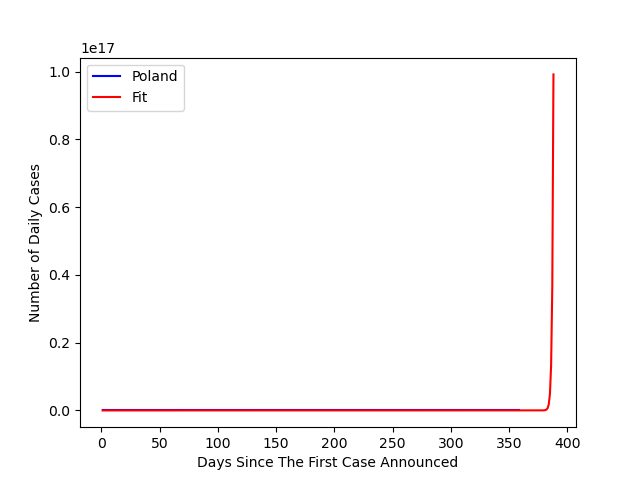 1e17
1.0
0.8
0.6
0.4
0.2
0.0
Number of Daily Cases
Poland
Fit
0 50 100 150 200 250 300 350 400
Days Since The First Case Announced